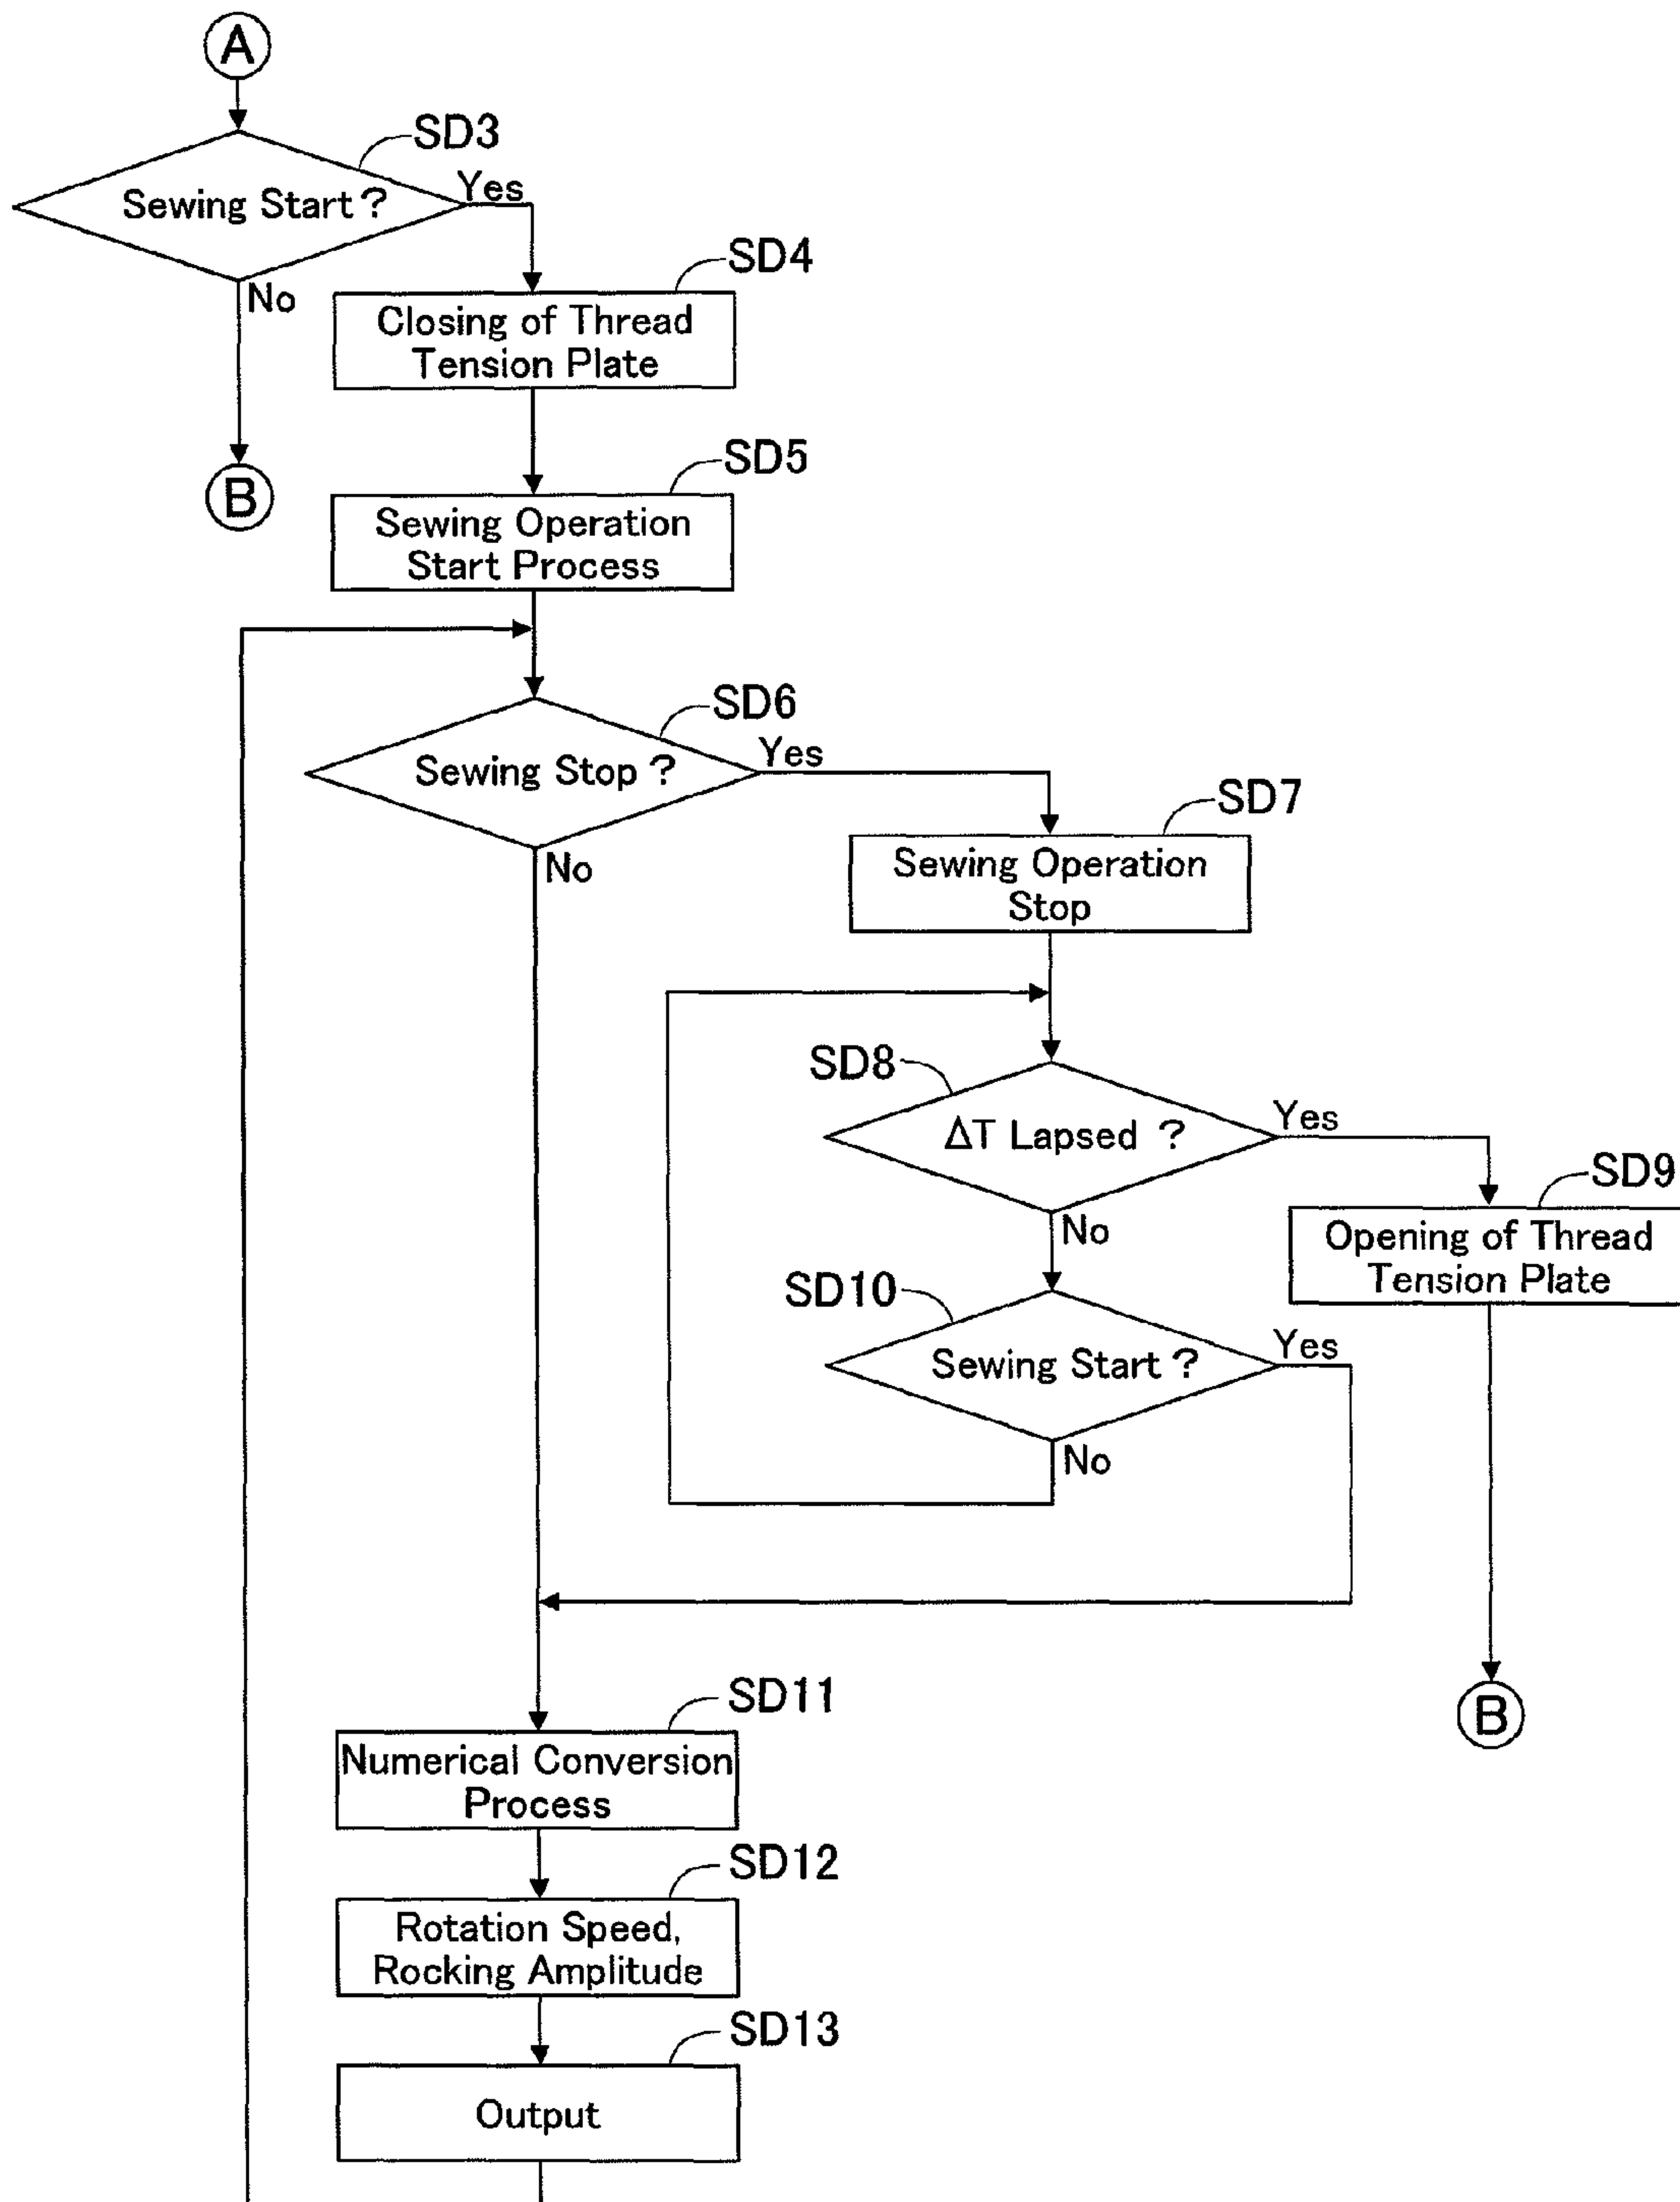 A
SD3
Sewing Start ?
Yes
No
B
SD4
Closing of Thread
Tension Plate
SD5
Sewing Operation
Start Process
SD6
Sewing Stop ?
Yes
No
SD7
Sewing Operation
Stop
SD8
ΔT Lapsed ?
Yes
No
SD9
Opening of Thread
Tension Plate
SD10
Sewing Start ?
Yes
No
B
SD11
Numerical Conversion
Process
SD12
Rotation Speed,
Rocking Amplitude
SD13
Output